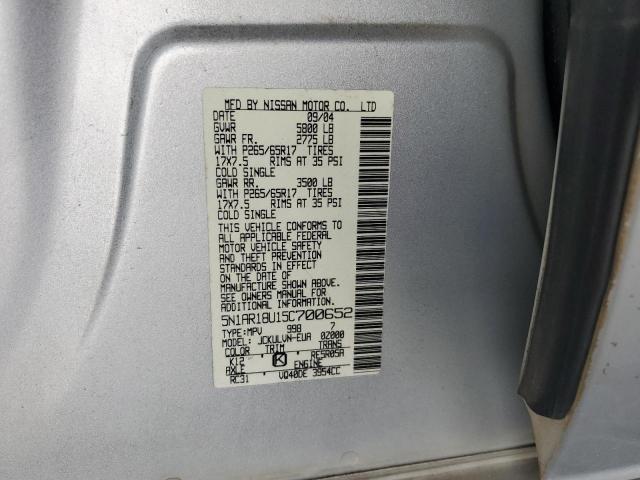 MFD BY NISSAN MOTOR CO. LTD
DATE 09/04
GVWR 5800 LB
GAWR FR. 2775 LB
WITH P265/65R17 TIRES
17X7.5 RIMS AT 35 PSI
COLD SINGLE
GAWR RR. 3500 LB
WITH P265/65R17 TIRES
17X7.5 RIMS AT 35 PSI
COLD SINGLE
THIS VEHICLE CONFORMS TO
ALL APPLICABLE FEDERAL
MOTOR VEHICLE SAFETY
AND THEFT PREVENTION
STANDARDS IN EFFECT
ON THE DATE OF
MANUFACTURE SHOWN ABOVE.
SEE OWNERS MANUAL FOR
ADDITIONAL INFORMATION.
5N1AR18U15C700652
TYPE:MPV 998 7
MODEL: JCKULVN-EUA 02000
COLOR TRIM TRANS
K12 K RE5R05A
AXLE ENGINE
RC31 VQ40DE 3954CC